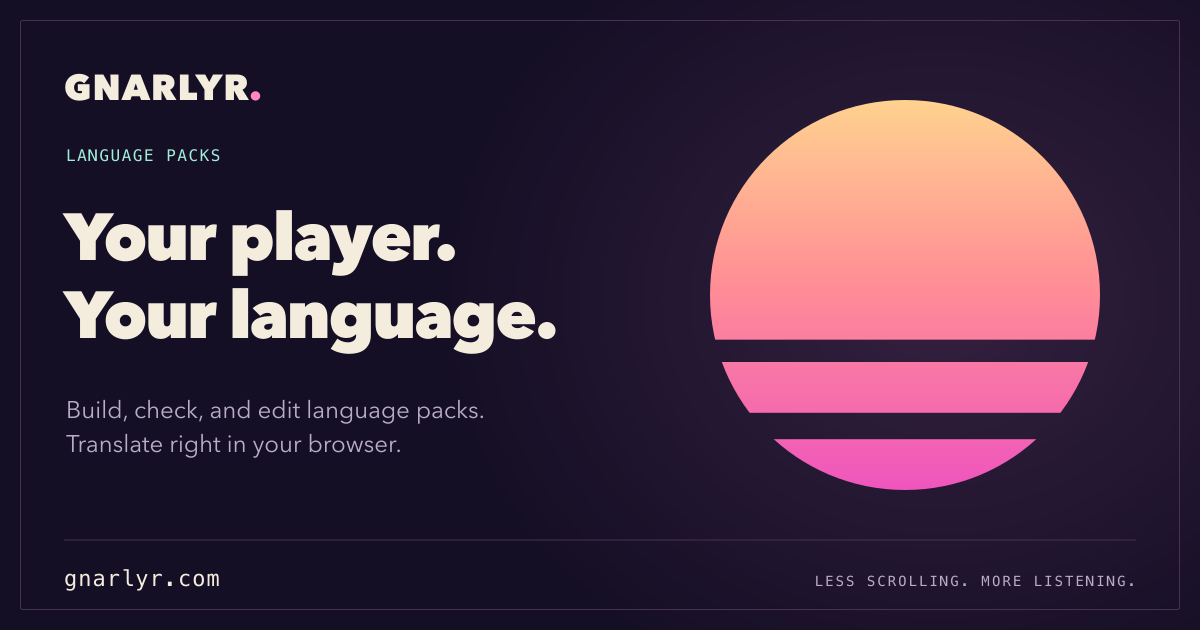 GNARLYR.
LANGUAGE PACKS
Your player.
Your language.
Build, check, and edit language packs.
Translate right in your browser.
gnarlyr.com
LESS SCROLLING. MORE LISTENING.